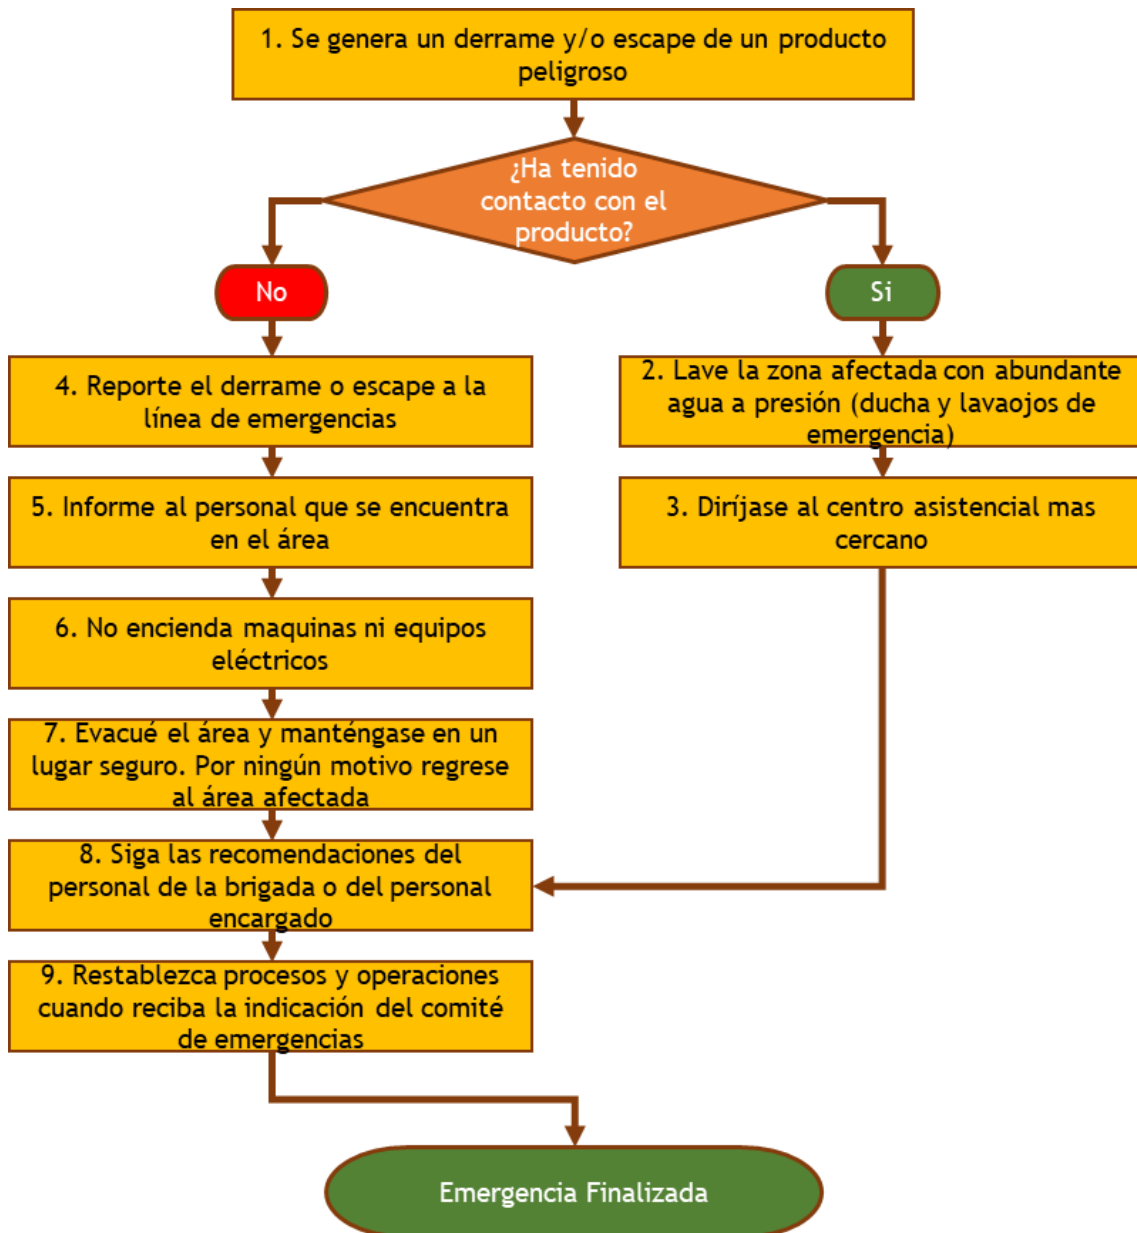 1. Se genera un derrame y/o escape de un producto
peligroso
¿Ha tenido
contacto con el
producto?
No
Si
4. Reporte el derrame o escape a la
línea de emergencias
2. Lave la zona afectada con abundante
agua a presión (ducha y lavaojos de
emergencia)
5. Informe al personal que se encuentra
en el área
3. Diríjase al centro asistencial mas
cercano
6. No encienda maquinas ni equipos
eléctricos
7. Evacué el área y manténgase en un
lugar seguro. Por ningún motivo regrese
al área afectada
8. Siga las recomendaciones del
personal de la brigada o del personal
encargado
9. Restablezca procesos y operaciones
cuando reciba la indicación del comité
de emergencias
Emergencia Finalizada